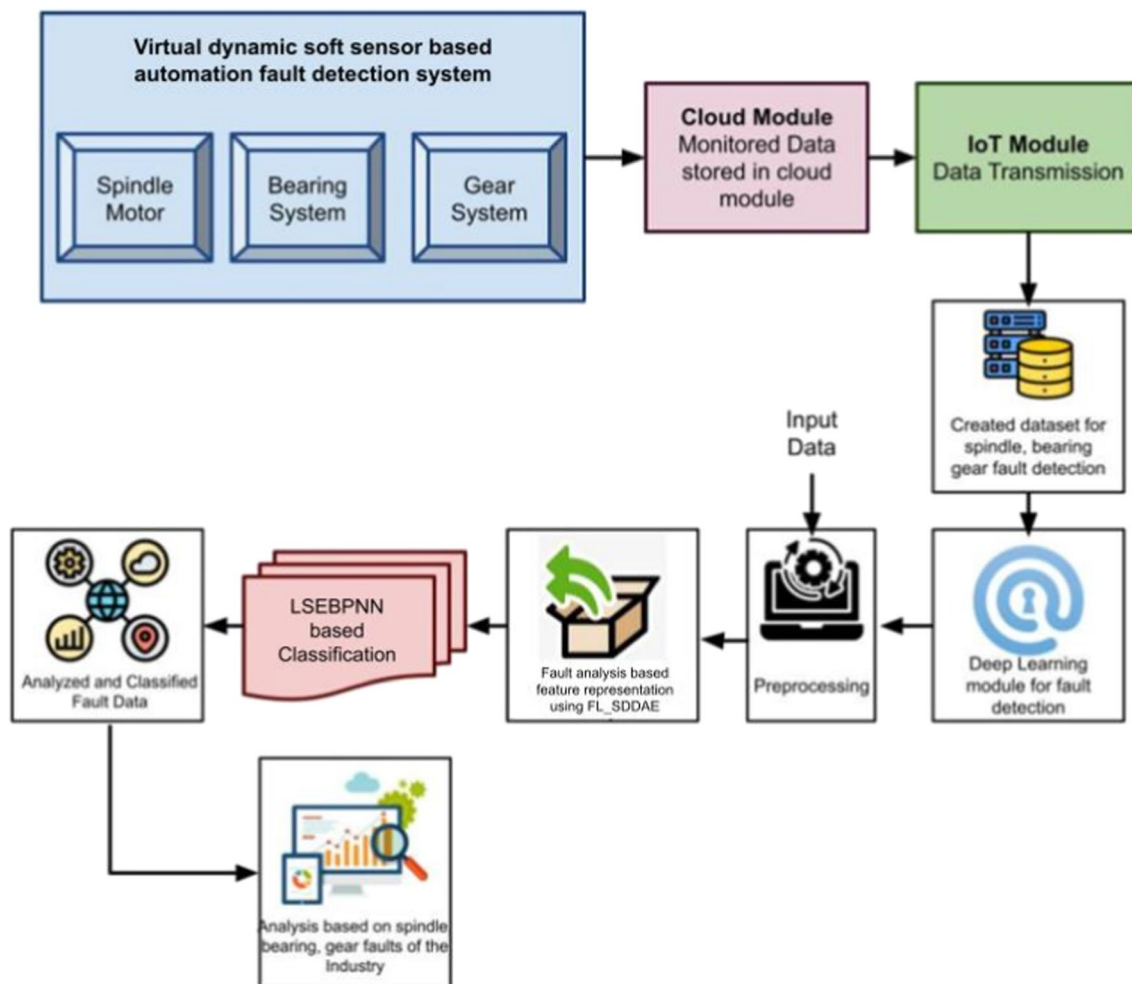 Virtual dynamic soft sensor based
automation fault detection system
Spindle
Motor
Bearing
System
Gear
System
Cloud Module
Monitored Data
stored in cloud
module
IoT Module
Data Transmission
Created dataset for
spindle, bearing
gear fault detection
Input
Data
Deep Learning
module for fault
detection
Preprocessing
Fault analysis based
feature representation
using FL_SDDAE
LSEBPNN
based
Classification
Analyzed and Classified
Fault Data
Analysis based on spindle
bearing, gear faults of the
Industry